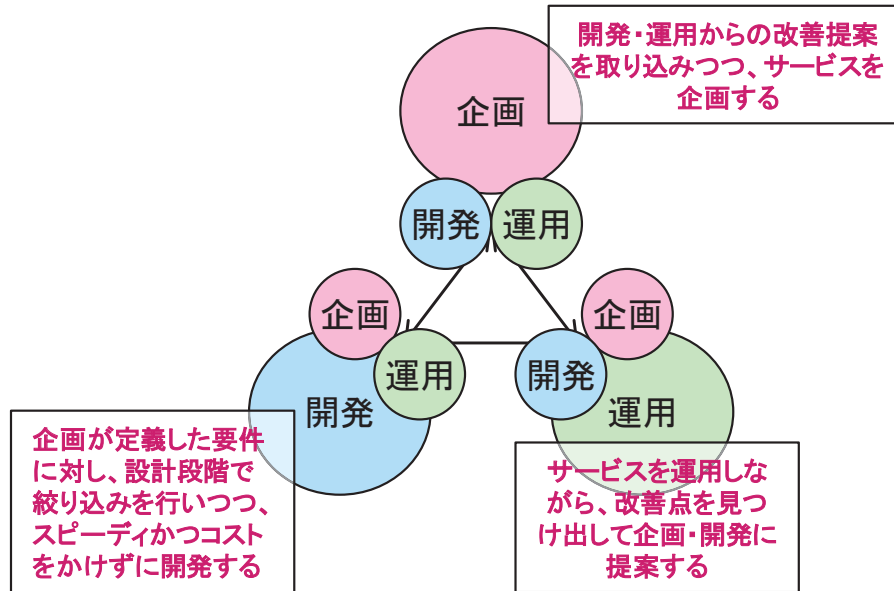 開発・運用からの改善提案
を取り込みつつ、サービスを
企画する
企画
開発
運用
企画
運用
開発
企画
開発
運用
企画が定義した要件
に対し、設計段階で
絞り込みを行いつつ、
スピーディかつコスト
をかけずに開発する
サービスを運用しな
がら、改善点を見つ
け出して企画・開発に
提案する